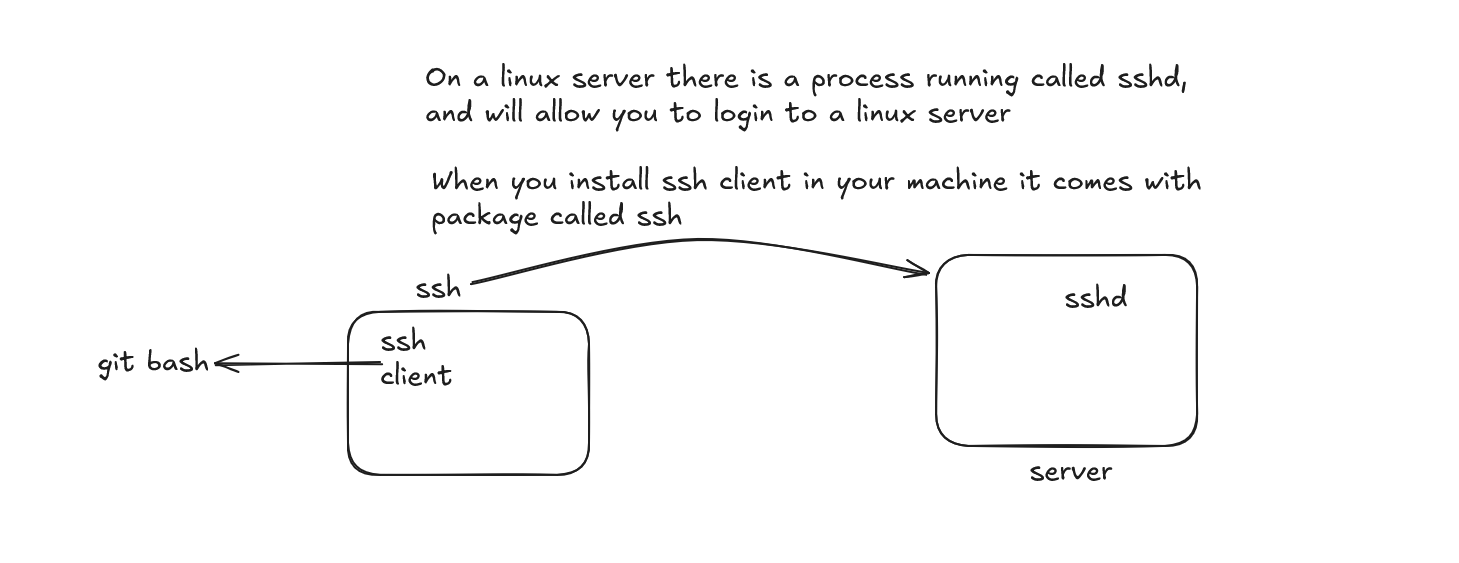 On a linux server there is a process running called sshd,
and will allow you to login to a linux server
When you install ssh client in your machine it comes with
package called ssh
ssh
sshd
ssh
client
git bash
server